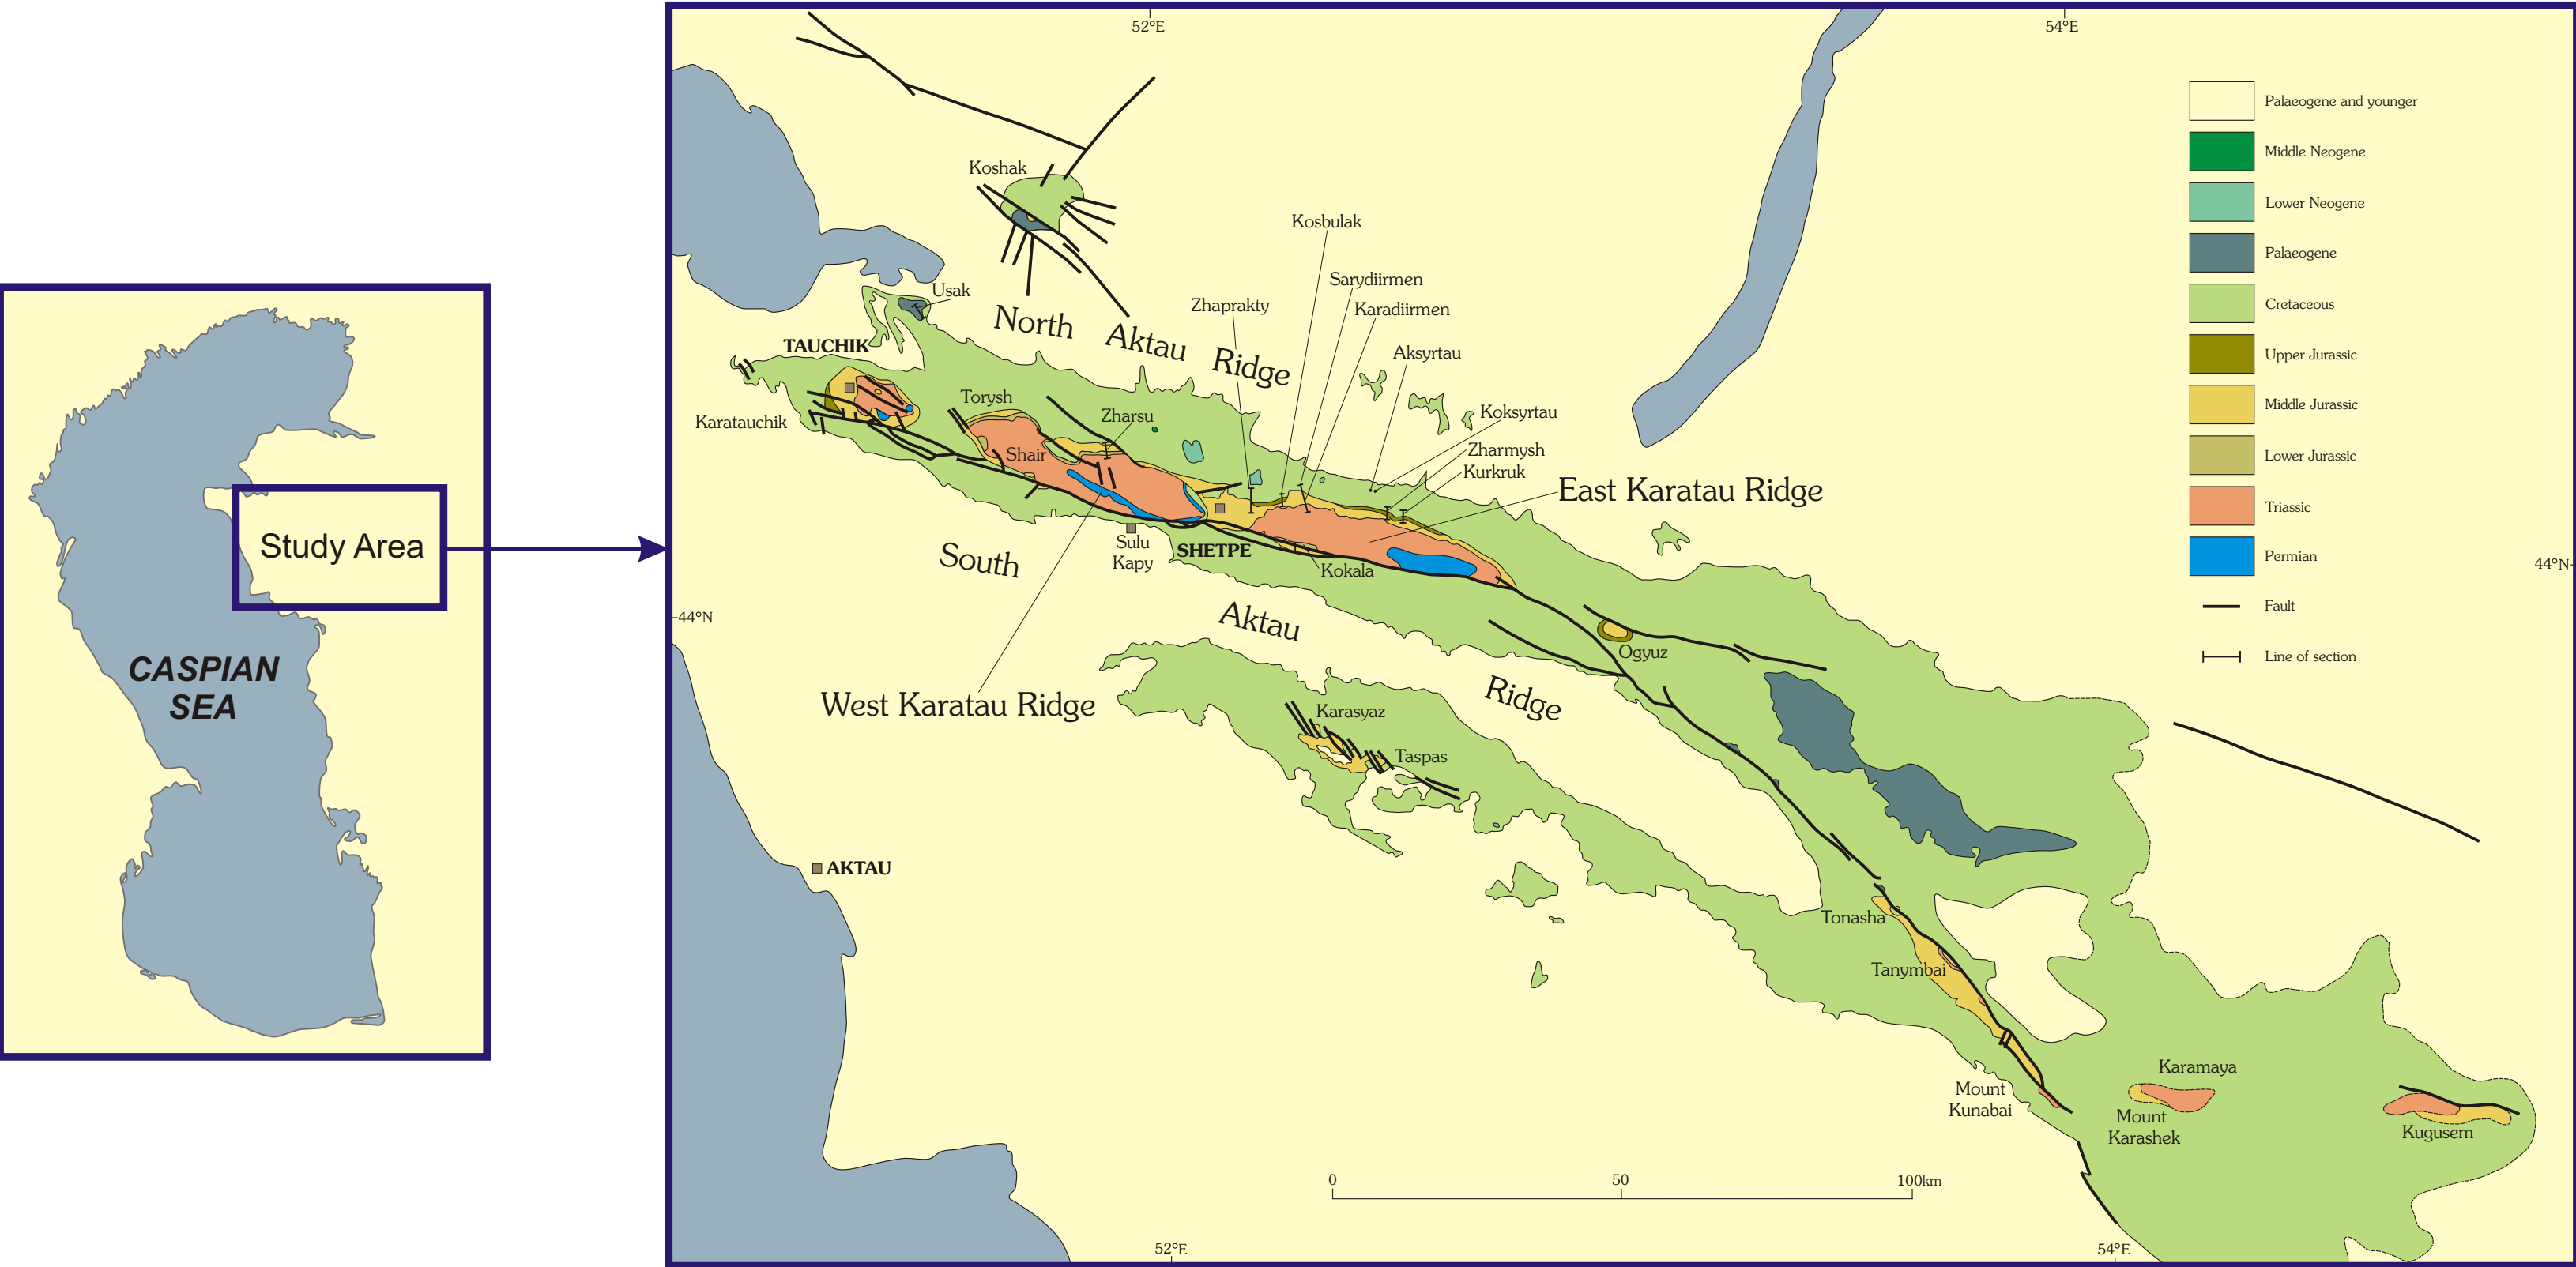 Study Area
CASPIAN
SEA
52°E
54°E
Koshak
Kosbulak
Sarydiirmen
Zhaprakty
Karadiirmen
Usak
North Aktau Ridge
TAUCHIK
Aksyrtau
Torysh
Zharsu
Koksyrtau
Karatauchik
Shair
Zharmysh
Kurkruk
East Karatau Ridge
Sulu
Kapy
SHETPE
South Aktau Ridge
Kokala
44°N
44°N
Ogyuz
West Karatau Ridge
Karasyaz
Taspas
AKTAU
Tonasha
Tanymbai
Mount
Kunabai
Karamaya
Mount
Karashek
Kugusem
0 50 100km
52°E
54°E
Palaeogene and younger
Middle Neogene
Lower Neogene
Palaeogene
Cretaceous
Upper Jurassic
Middle Jurassic
Lower Jurassic
Triassic
Permian
Fault
Line of section